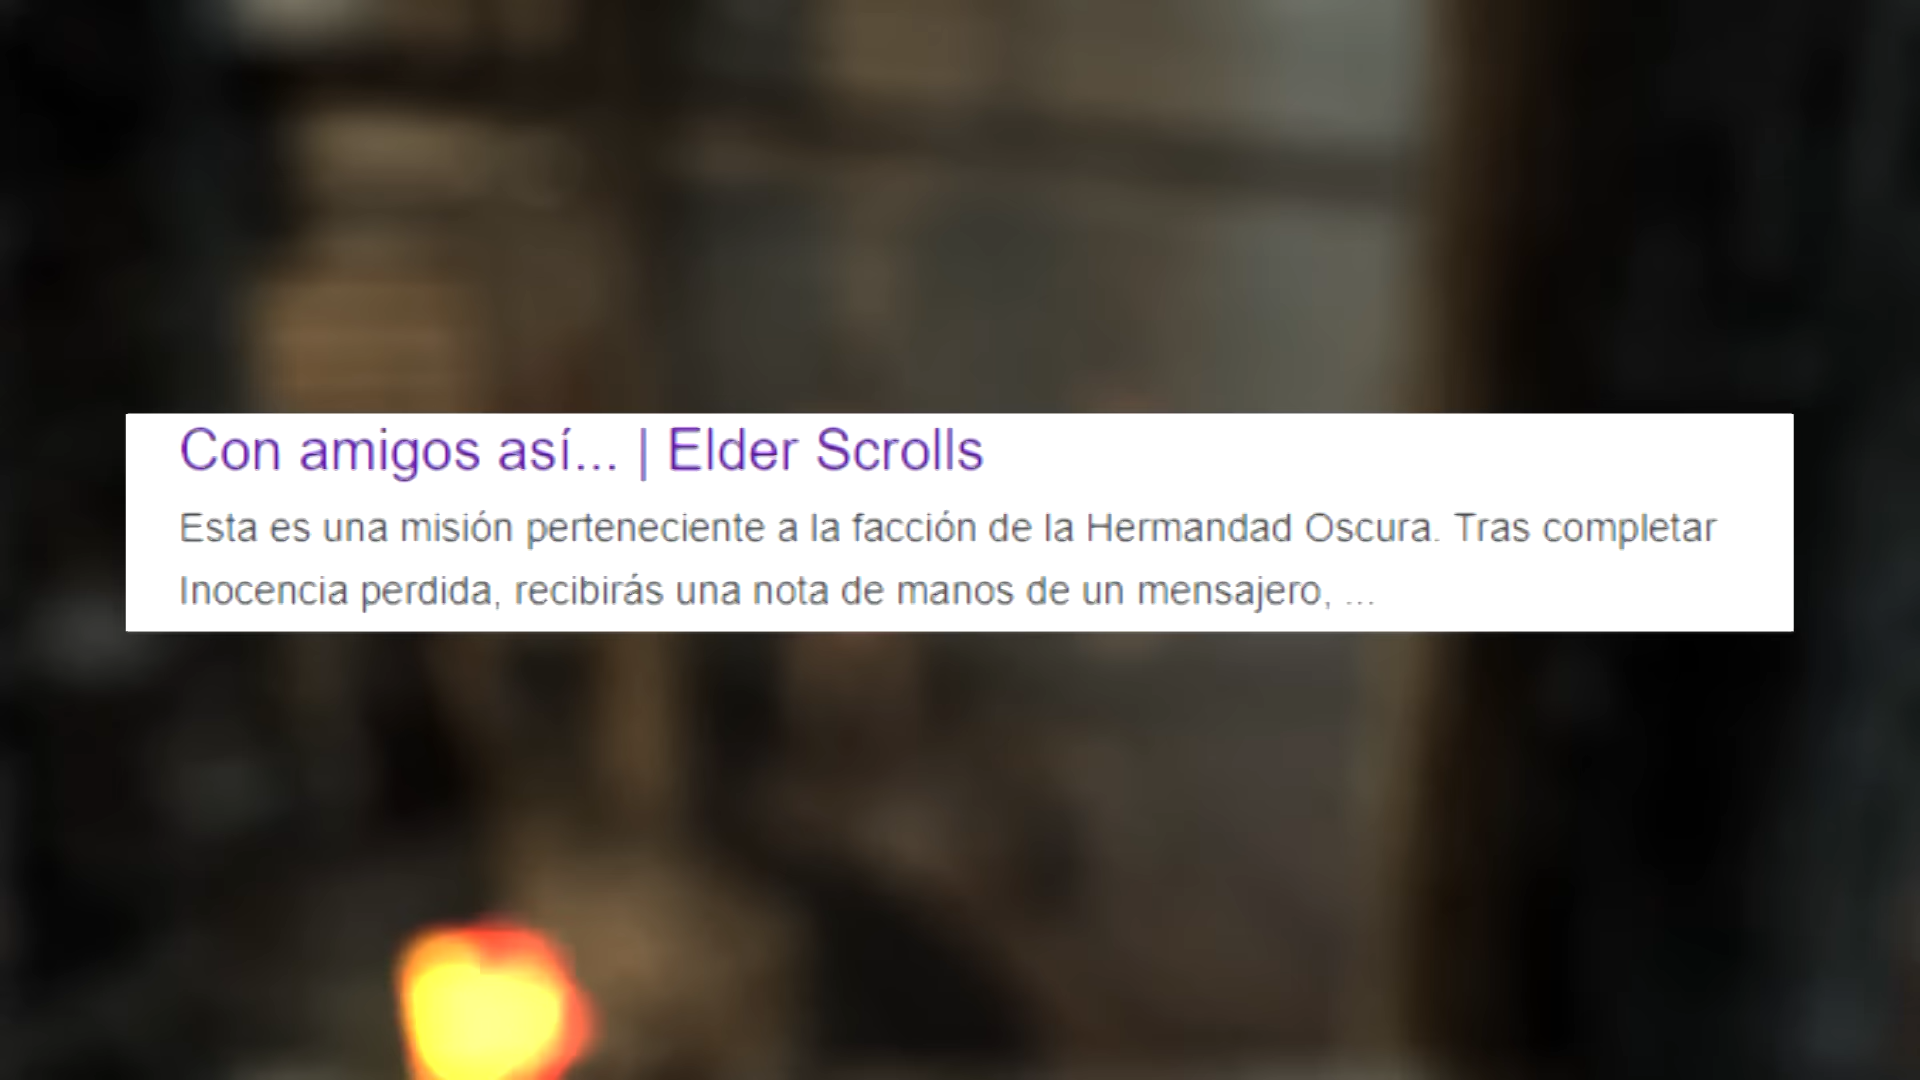 Con amigos así... | Elder Scrolls
Esta es una misión perteneciente a la facción de la Hermandad Oscura. Tras completar
Inocencia perdida, recibirás una nota de manos de un mensajero, ...